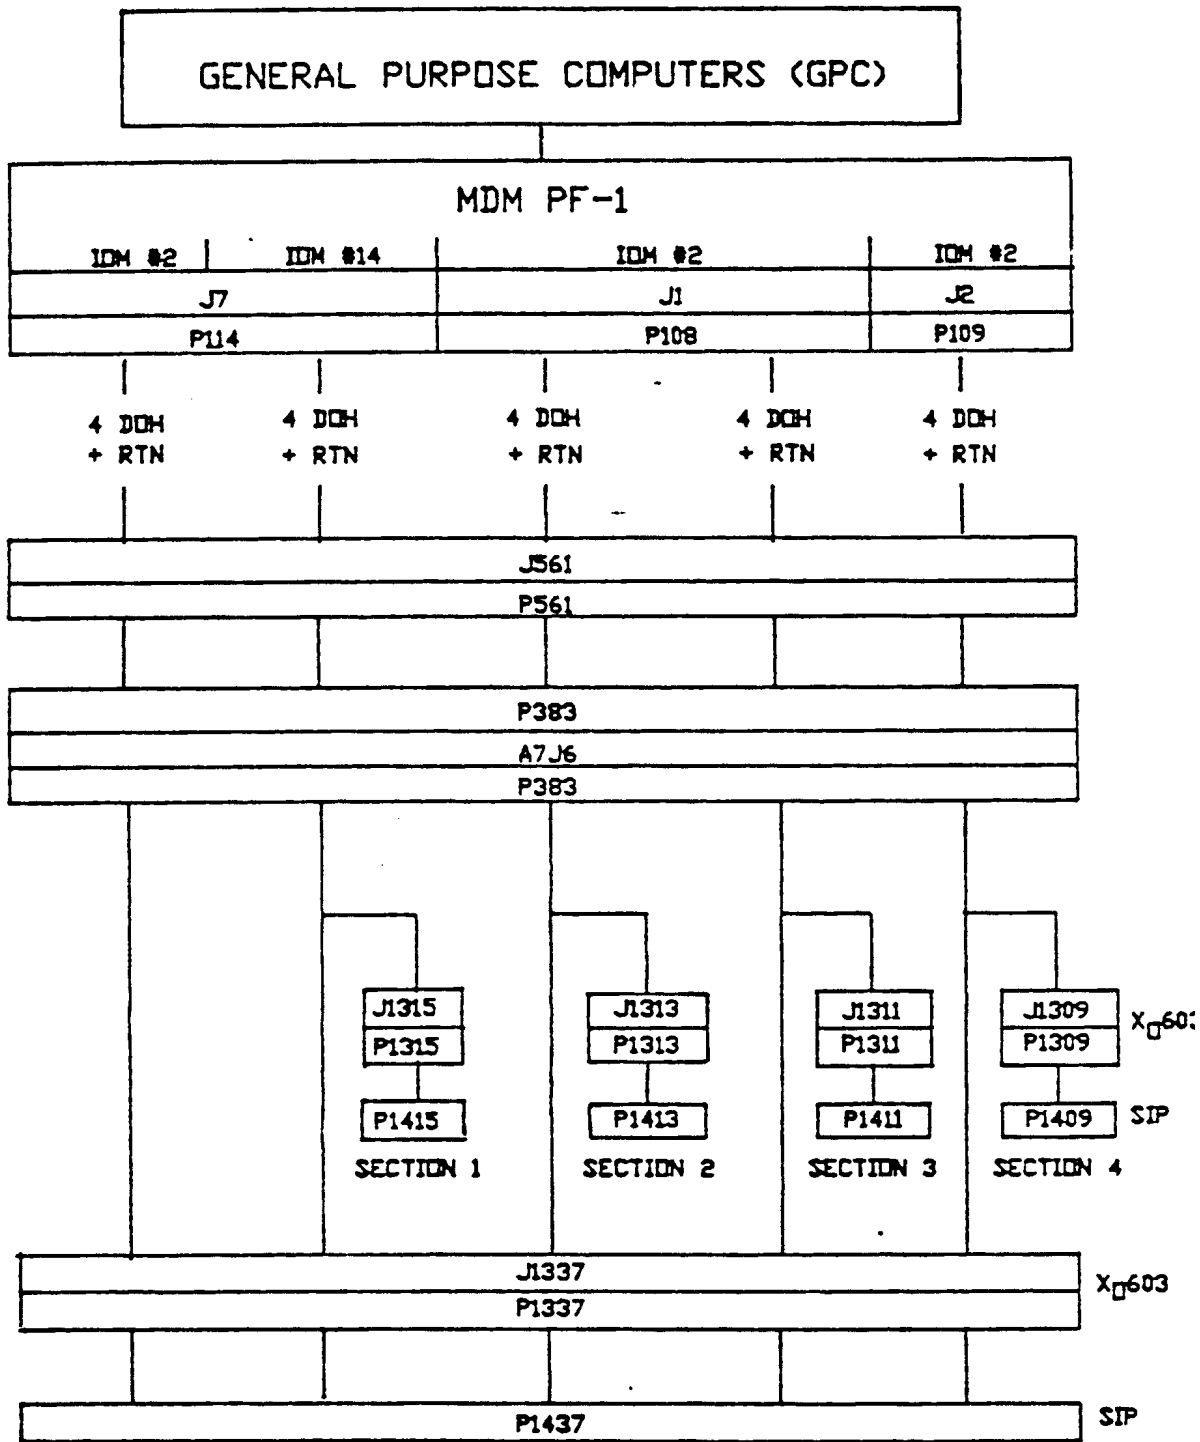 GENERAL PURPOSE COMPUTERS (GPC)
MDM PF-1
IOM #2 IOM #14 IOM #2 IOM #2
J7 J1 J2
P114 P108 P109
4 DOH 4 DOH 4 DOH 4 DOH 4 DOH
+ RTN + RTN + RTN + RTN + RTN
J561
P561
P383
A7J6
P383
J1315 J1313 J1311 J1309 Xo603
P1315 P1313 P1311 P1309
P1415 P1413 P1411 P1409 SIP
SECTION 1 SECTION 2 SECTION 3 SECTION 4
J1337
Xo603
P1337
P1437 SIP